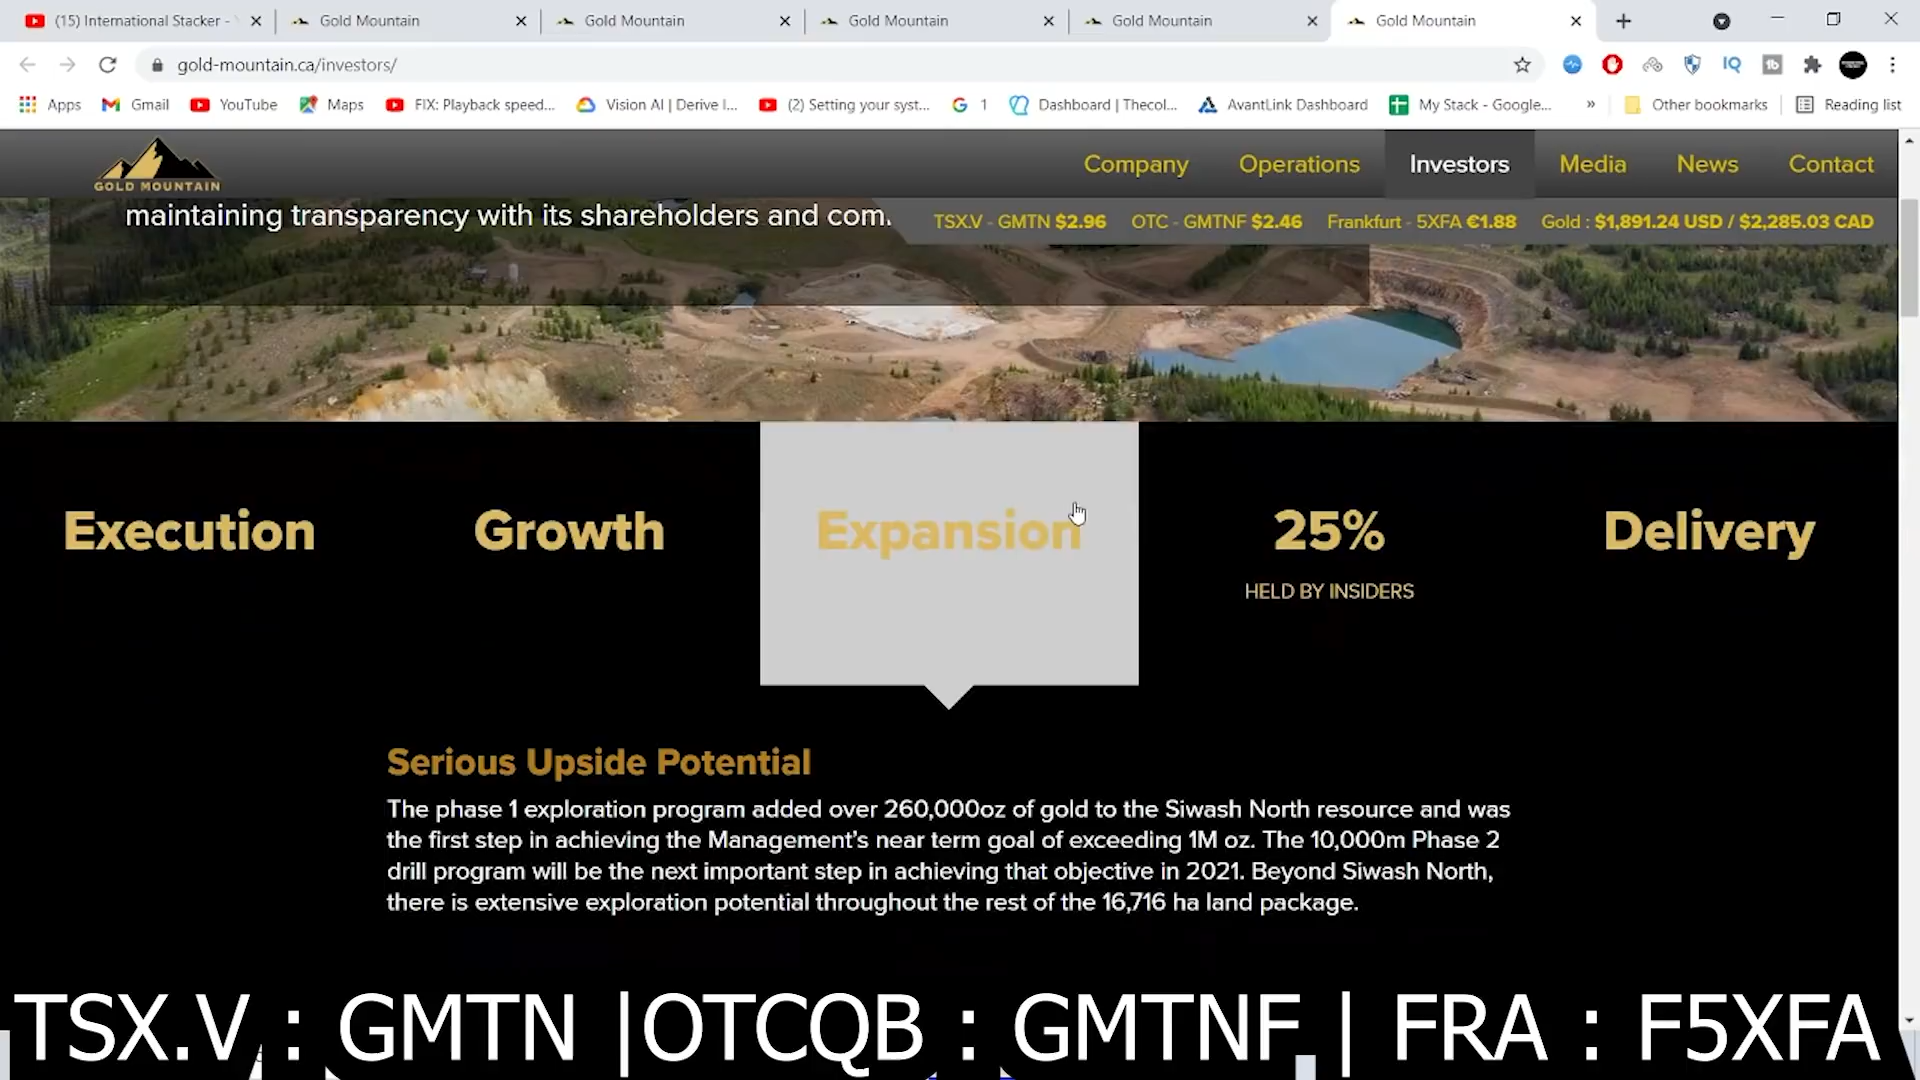 (15) International Stacker -
Gold Mountain
Gold Mountain
Gold Mountain
Gold Mountain
Gold Mountain
gold-mountain.ca/investors/
IQ
Apps
Gmail
YouTube
Maps
FIX: Playback speed...
Vision AI | Derive I...
(2) Setting your syst...
1
Dashboard | Thecol...
AvantLink Dashboard
My Stack - Google...
»
Other bookmarks
Reading list
GOLD MOUNTAIN
Company
Operations
Investors
Media
News
Contact
maintaining transparency with its shareholders and com
TSX.V - GMTN $2.96
OTC - GMTNF $2.46
Frankfurt - 5XFA €1.88
Gold : $1,891.24 USD / $2,285.03 CAD
Execution
Growth
Expansion
25%
HELD BY INSIDERS
Delivery
Serious Upside Potential
The phase 1 exploration program added over 260,000oz of gold to the Siwash North resource and was
the first step in achieving the Management's near term goal of exceeding 1M oz. The 10,000m Phase 2
drill program will be the next important step in achieving that objective in 2021. Beyond Siwash North,
there is extensive exploration potential throughout the rest of the 16,716 ha land package.
TSX.V : GMTN |OTCQB : GMTNF | FRA : F5XFA